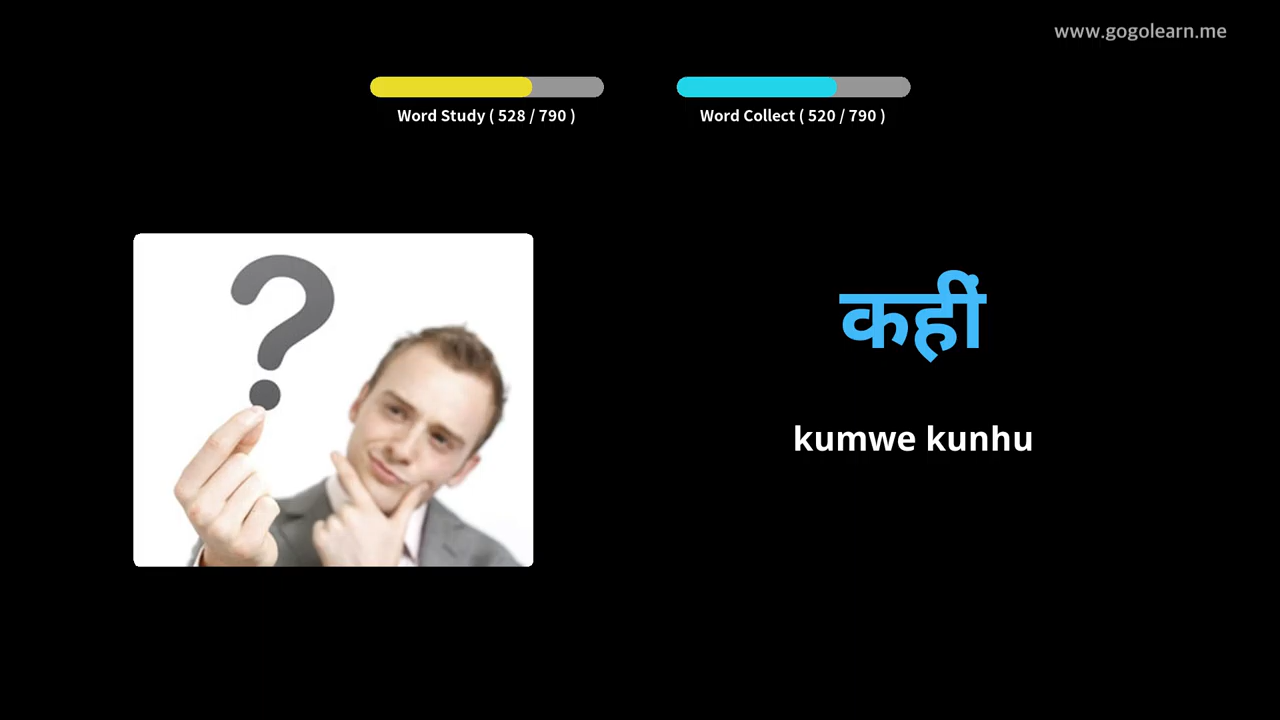 www.gogolearn.me
Word Study ( 528 / 790 )
Word Collect ( 520 / 790 )
कहीं
kumwe kunhu